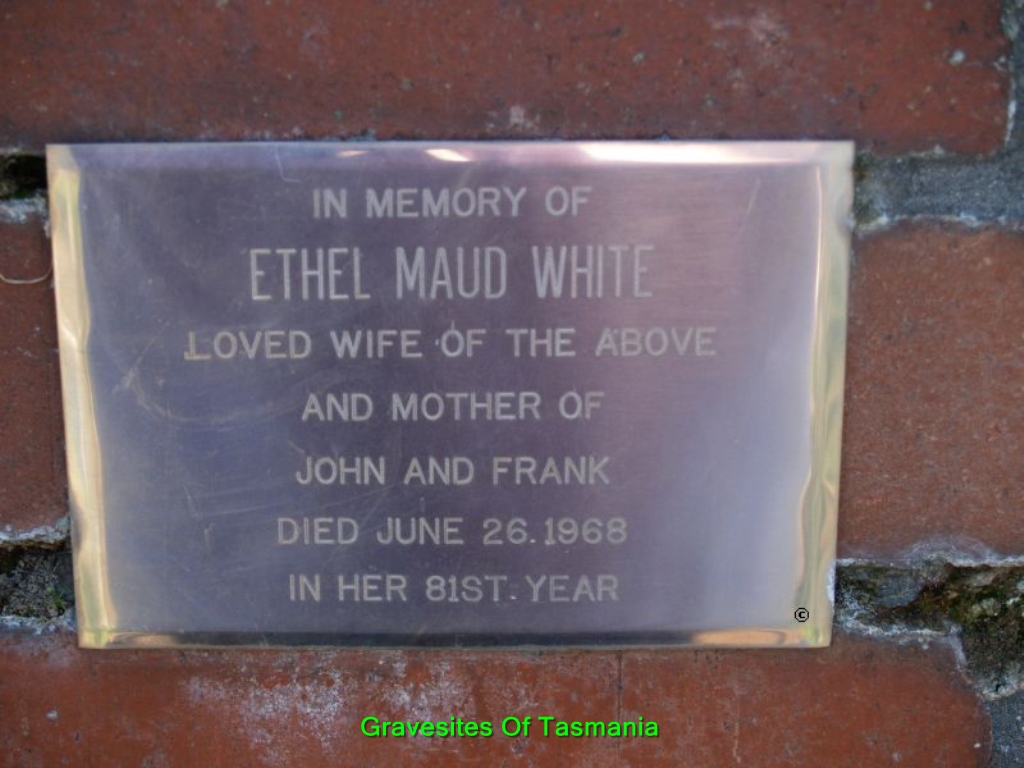 IN MEMORY OF
ETHEL MAUD WHITE
LOVED WIFE OF THE ABOVE
AND MOTHER OF
JOHN AND FRANK
DIED JUNE 26.1968
IN HER 81ST. YEAR
©
Gravesites Of Tasmania